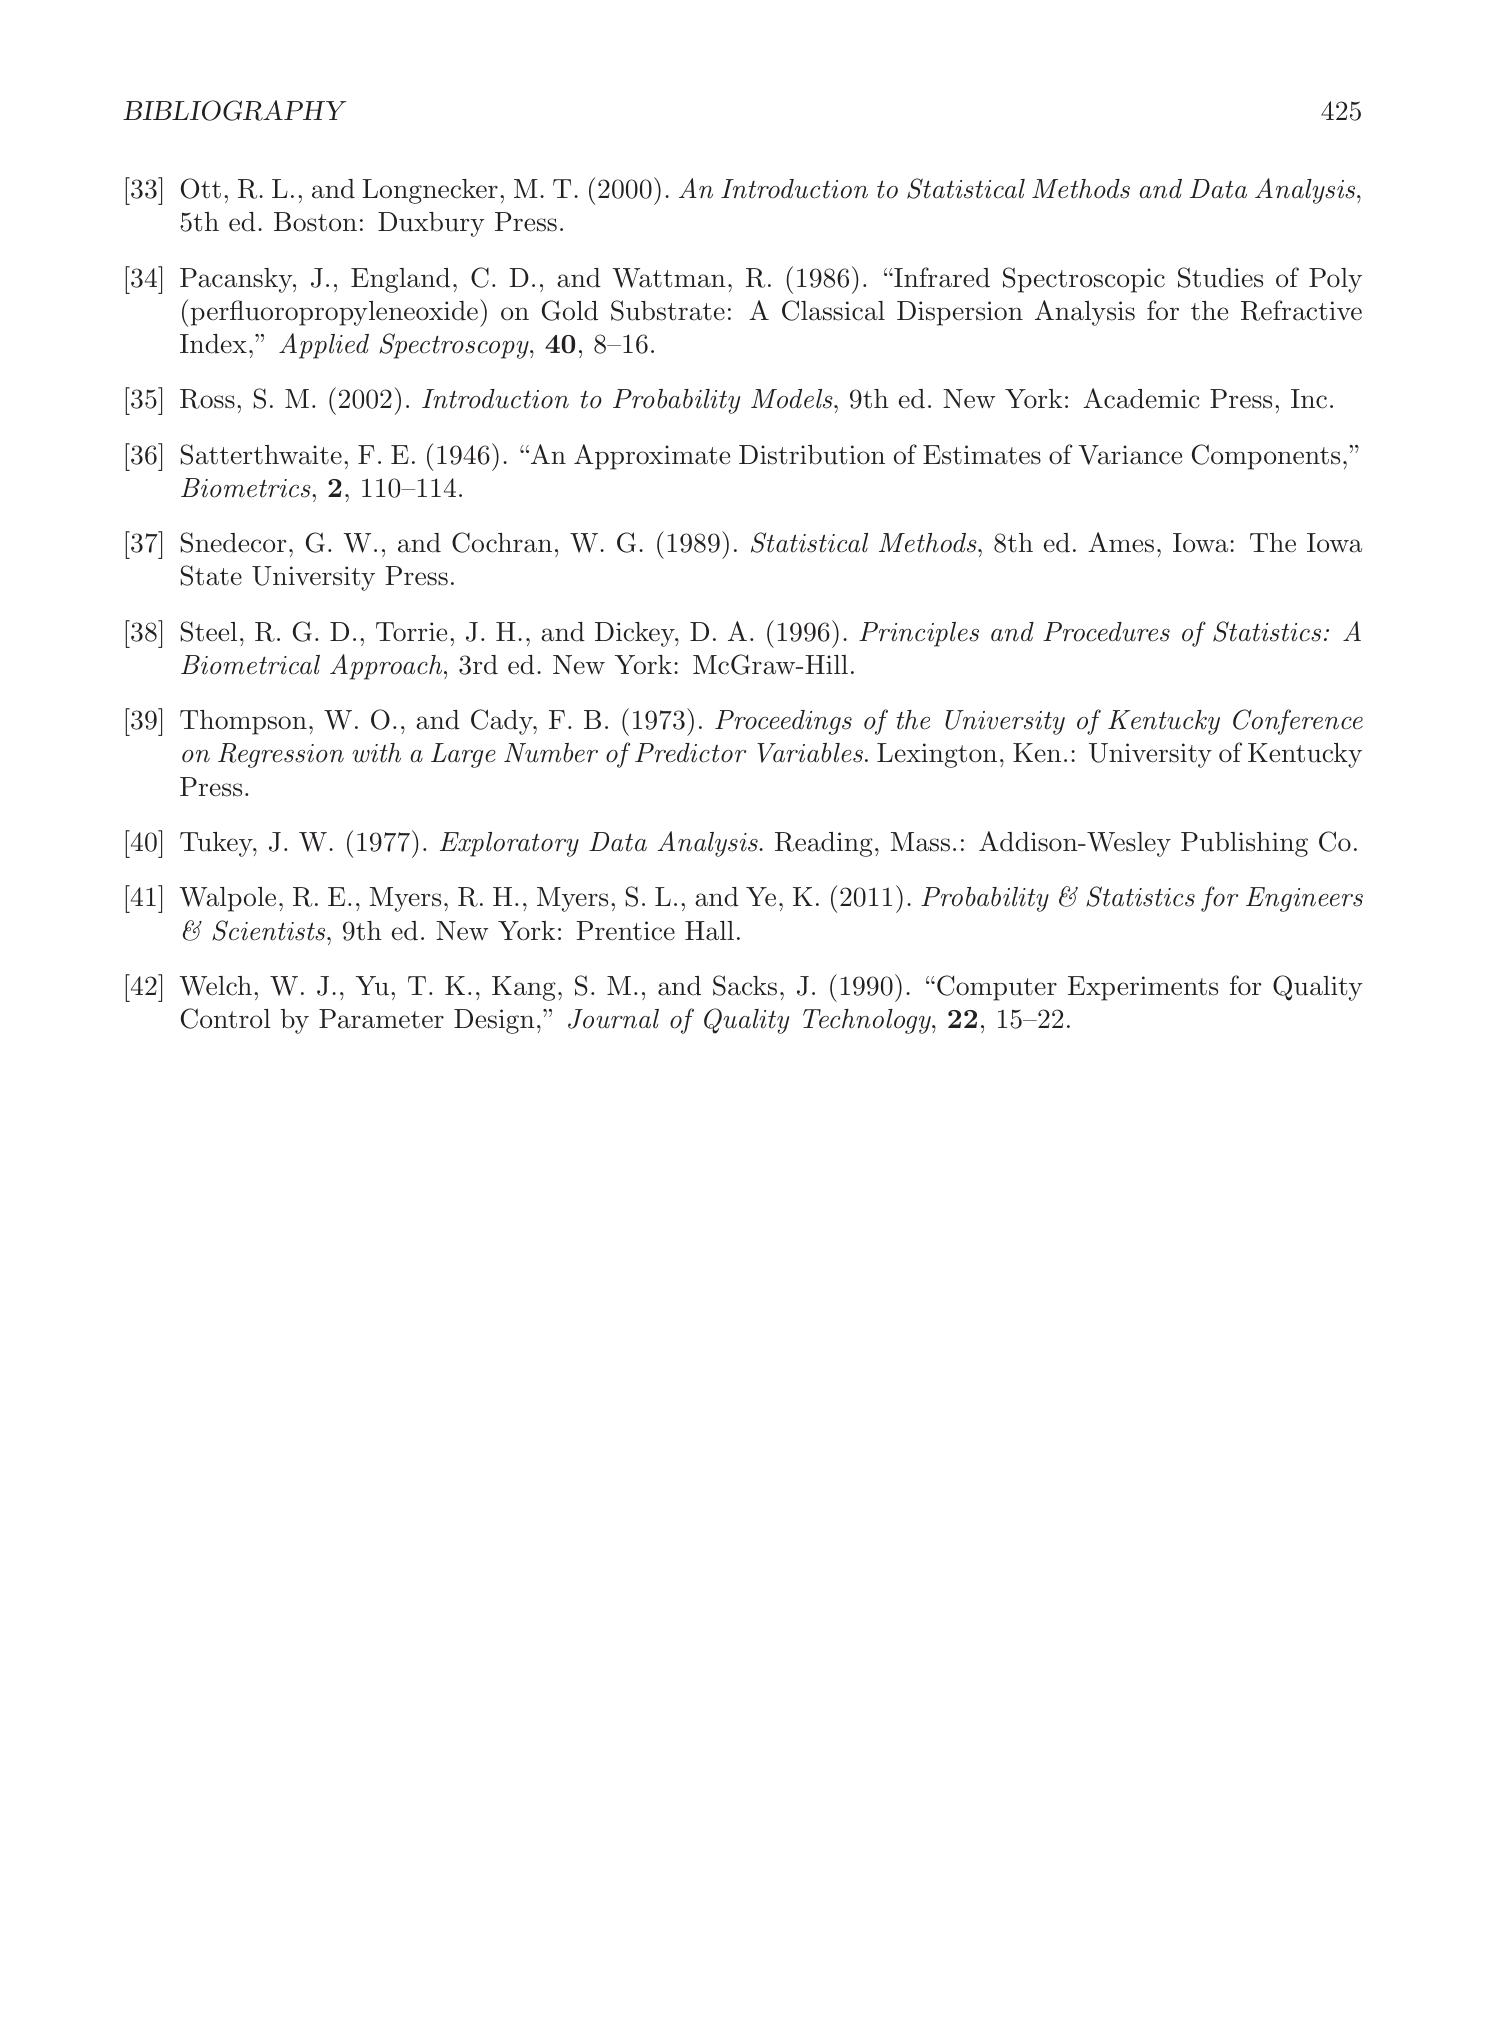 BIBLIOGRAPHY 425
[33] Ott, R. L., and Longnecker, M. T. (2000). An Introduction to Statistical Methods and Data Analysis,
5th ed. Boston: Duxbury Press.
[34] Pacansky, J., England, C. D., and Wattman, R. (1986). “Infrared Spectroscopic Studies of Poly
(perfluoropropyleneoxide) on Gold Substrate: A Classical Dispersion Analysis for the Refractive
Index,” Applied Spectroscopy, 40, 8–16.
[35] Ross, S. M. (2002). Introduction to Probability Models, 9th ed. New York: Academic Press, Inc.
[36] Satterthwaite, F. E. (1946). “An Approximate Distribution of Estimates of Variance Components,”
Biometrics, 2, 110–114.
[37] Snedecor, G. W., and Cochran, W. G. (1989). Statistical Methods, 8th ed. Ames, Iowa: The Iowa
State University Press.
[38] Steel, R. G. D., Torrie, J. H., and Dickey, D. A. (1996). Principles and Procedures of Statistics: A
Biometrical Approach, 3rd ed. New York: McGraw-Hill.
[39] Thompson, W. O., and Cady, F. B. (1973). Proceedings of the University of Kentucky Conference
on Regression with a Large Number of Predictor Variables. Lexington, Ken.: University of Kentucky
Press.
[40] Tukey, J. W. (1977). Exploratory Data Analysis. Reading, Mass.: Addison-Wesley Publishing Co.
[41] Walpole, R. E., Myers, R. H., Myers, S. L., and Ye, K. (2011). Probability & Statistics for Engineers
& Scientists, 9th ed. New York: Prentice Hall.
[42] Welch, W. J., Yu, T. K., Kang, S. M., and Sacks, J. (1990). “Computer Experiments for Quality
Control by Parameter Design,” Journal of Quality Technology, 22, 15–22.